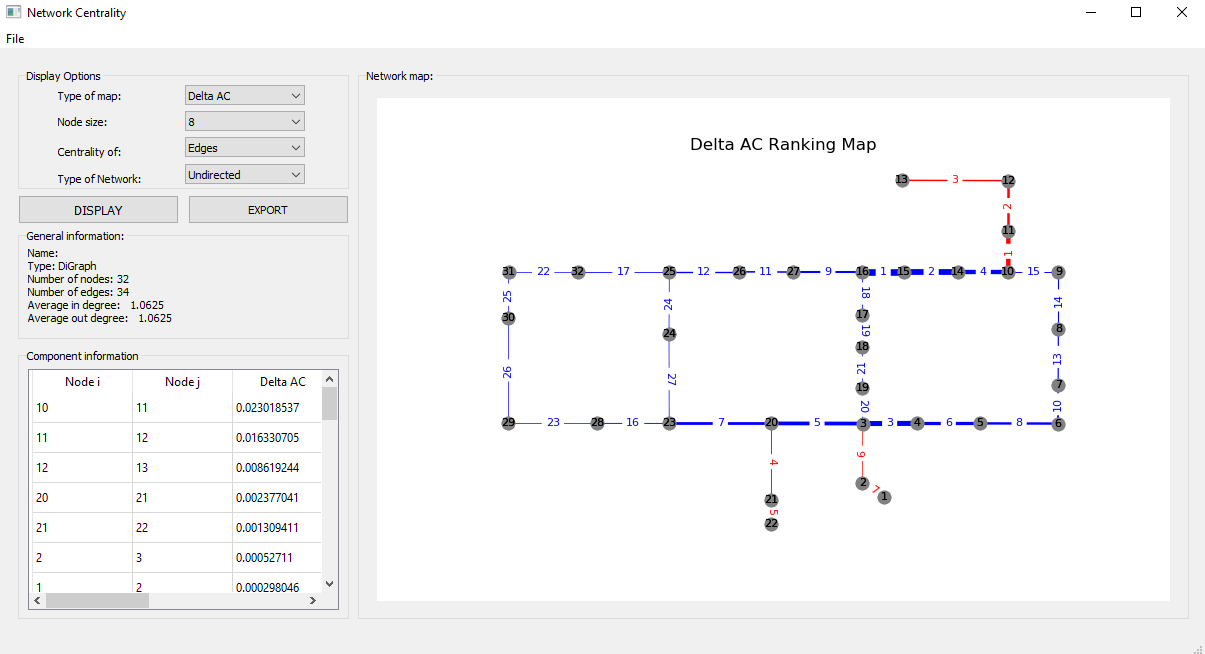 Network Centrality
File
Display Options
Type of map: Delta AC
Node size: 8
Centrality of: Edges
Type of Network: Undirected
DISPLAY EXPORT
General information:
Name:
Type: DiGraph
Number of nodes: 32
Number of edges: 34
Average in degree: 1.0625
Average out degree: 1.0625
Component information
Node i Node j Delta AC
10 11 0.023018537
11 12 0.016330705
12 13 0.008619244
20 21 0.002377041
21 22 0.001309411
2 3 0.00052711
1 2 0.000298046
Network map:
Delta AC Ranking Map
13 3 12
2
11
1
31 22 32 17 25 12 26 11 27 9 16 1 15 2 14 4 10 15 9
25 24 18 14
30 17 8
24 19
18
26 27 12 13
19 7
20 10
29 23 28 16 23 7 20 5 3 3 4 6 5 8 6
4 9
2
7 1
21
5
22